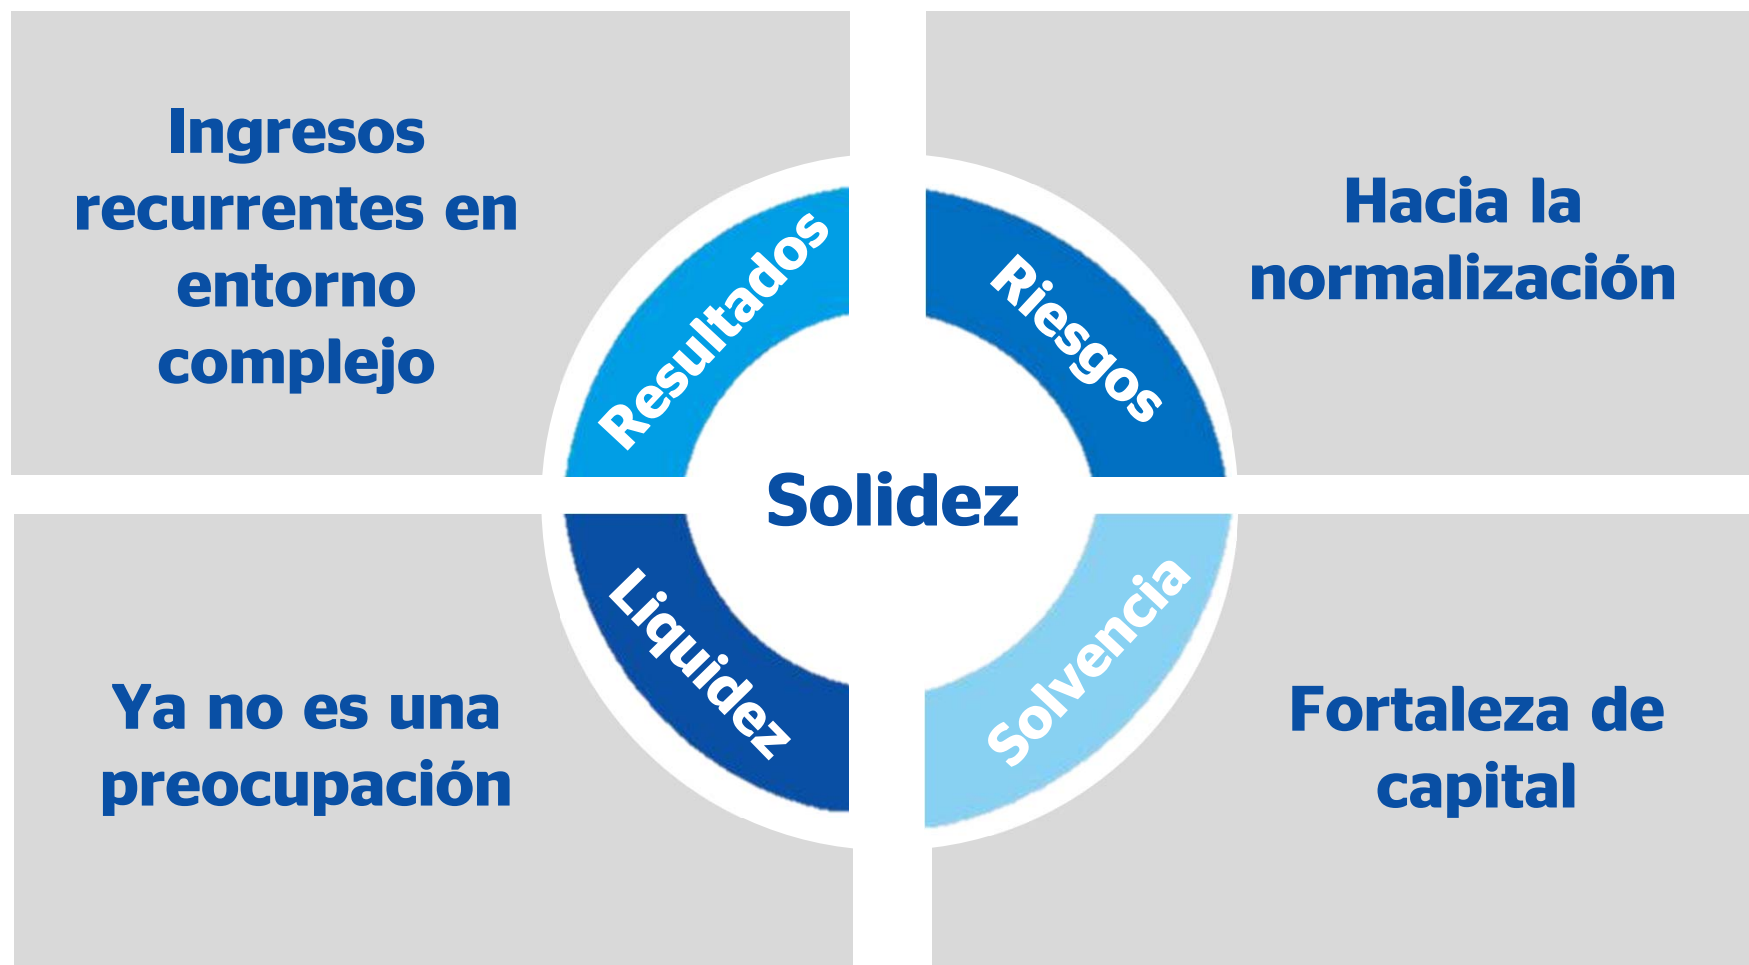 Ingresos
recurrentes en
entorno
complejo
Resultados
Riesgos
Hacia la
normalización
Solidez
Ya no es una
preocupación
Liquidez
Solvencia
Fortaleza de
capital